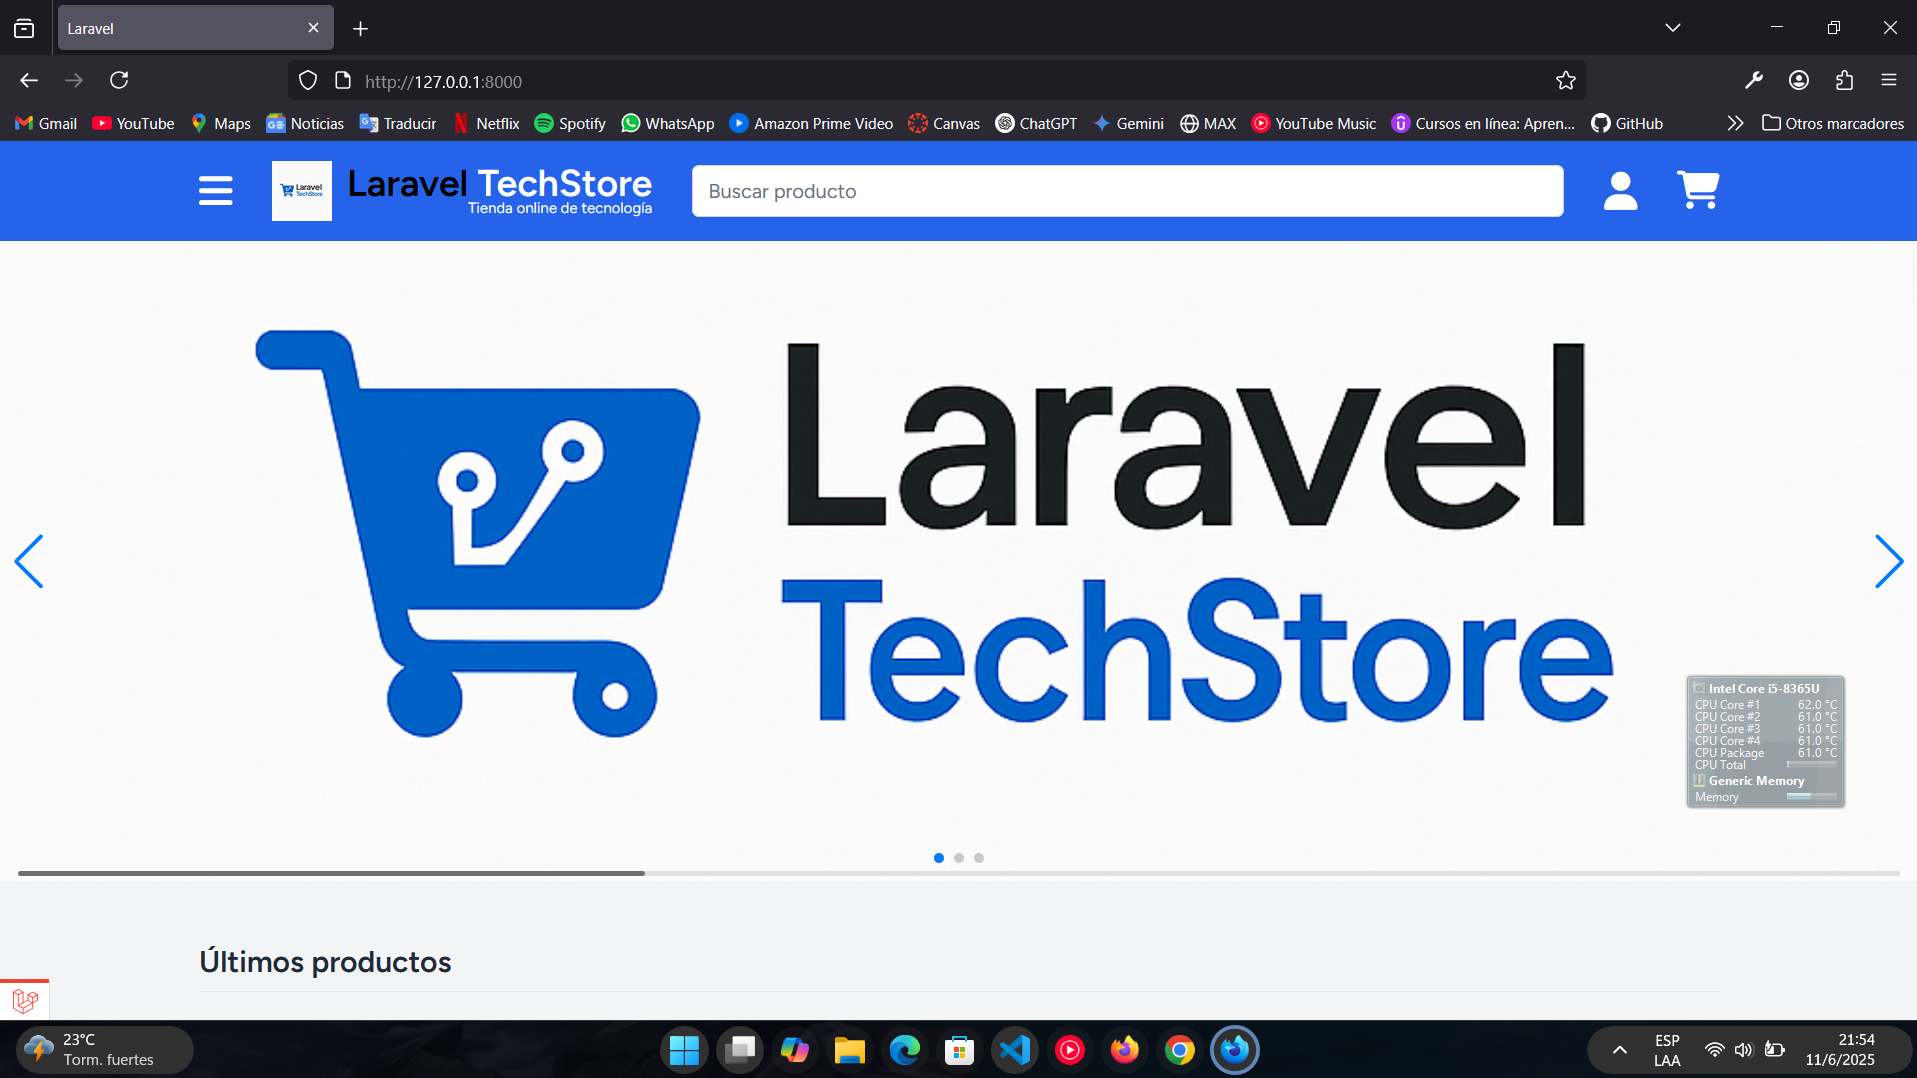 Laravel
http://127.0.0.1:8000
Gmail YouTube Maps Noticias Traducir Netflix Spotify WhatsApp Amazon Prime Video Canvas ChatGPT Gemini MAX YouTube Music Cursos en línea: Apren... GitHub Otros marcadores
Laravel TechStore
Laravel TechStore
Tienda online de tecnología
Buscar producto
Laravel
TechStore
Intel Core i5-8365U
CPU Core #1 62.0 °C
CPU Core #2 61.0 °C
CPU Core #3 61.0 °C
CPU Core #4 61.0 °C
CPU Package 61.0 °C
CPU Total
Generic Memory
Memory
Últimos productos
23°C
Torm. fuertes
ESP
LAA
21:54
11/6/2025